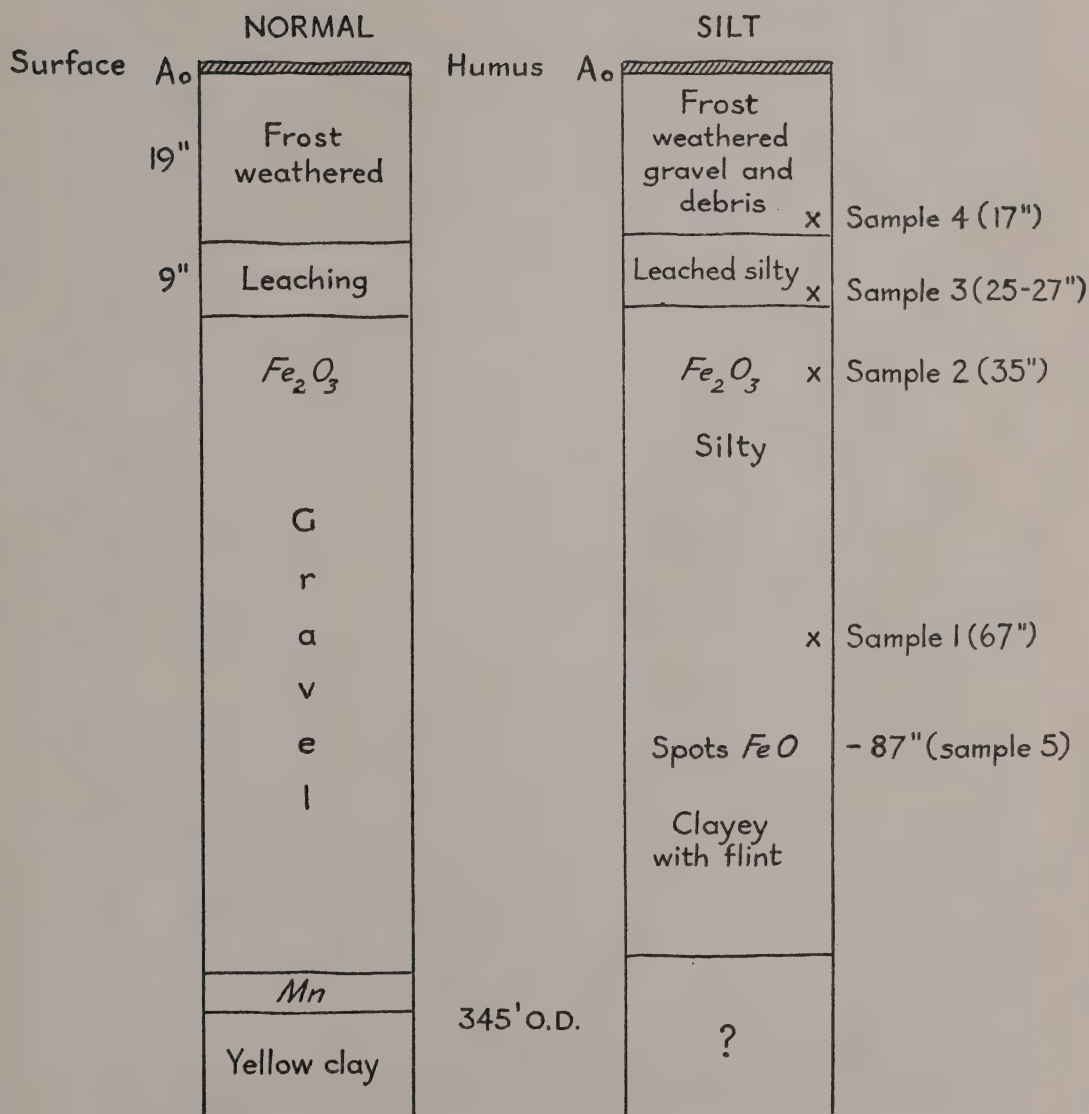 NORMAL
SILT
Surface Ao
Humus Ao
19"
Frost
weathered
Frost
weathered
gravel and
debris x Sample 4 (17")
9" Leaching
Leached silty x Sample 3 (25-27")
Fe₂O₃
Fe₂O₃ x Sample 2 (35")
Silty
G
r
a
v
e
l
x Sample 1 (67")
Spots FeO - 87" (sample 5)
Clayey
with flint
Mn
345' O.D.
Yellow clay
?